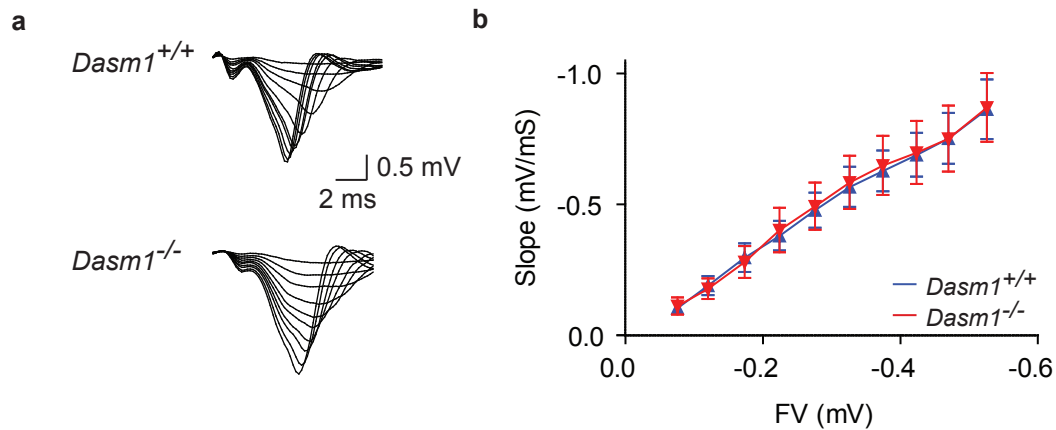 a
Dasm1+/+
0.5 mV
2 ms
Dasm1-/-
b
-1.0
-0.5
0.0
Slope (mV/mS)
0.0 -0.2 -0.4 -0.6
FV (mV)
Dasm1+/+
Dasm1-/-